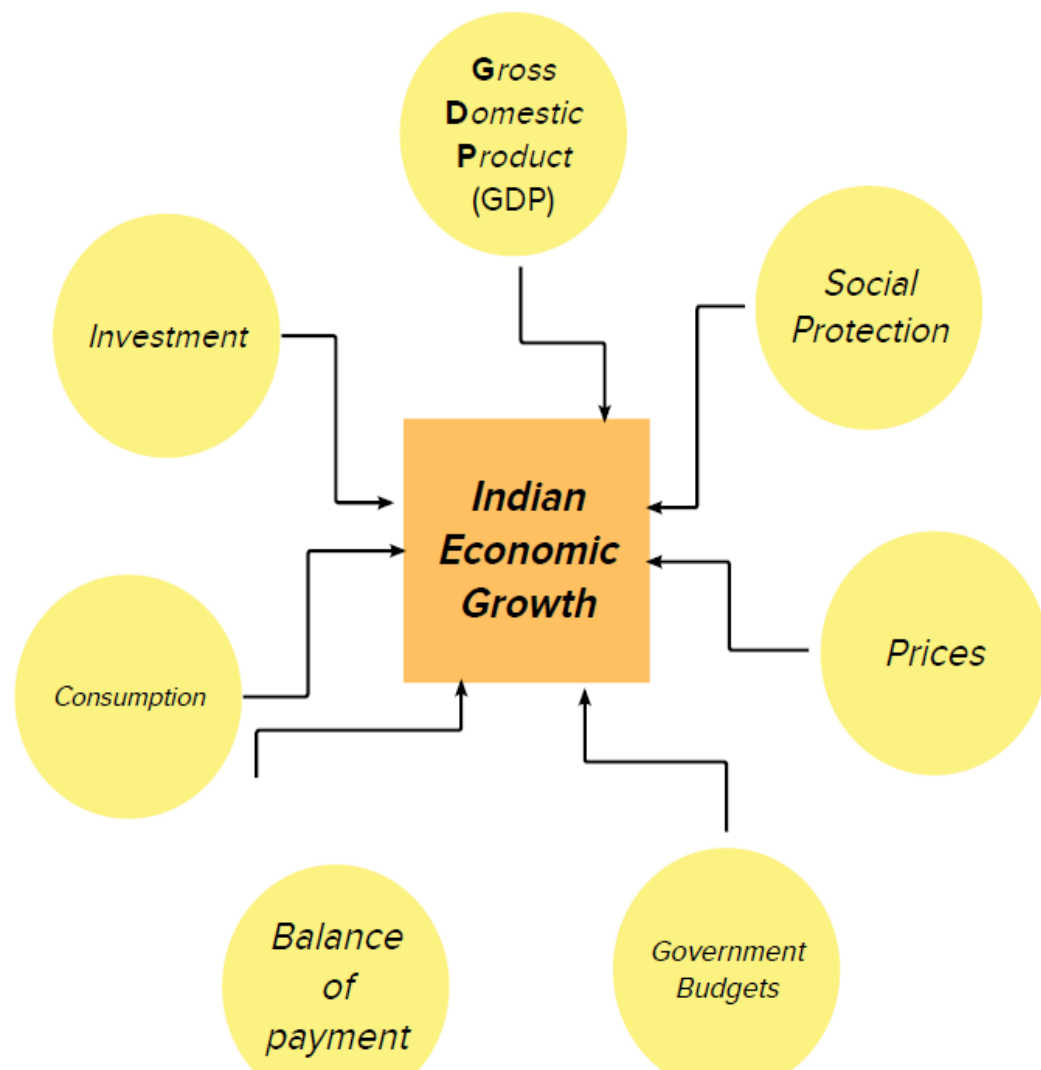 Gross
Domestic
Product
(GDP)
Social
Protection
Investment
Indian
Economic
Growth
Prices
Consumption
Balance
of
payment
Government
Budgets